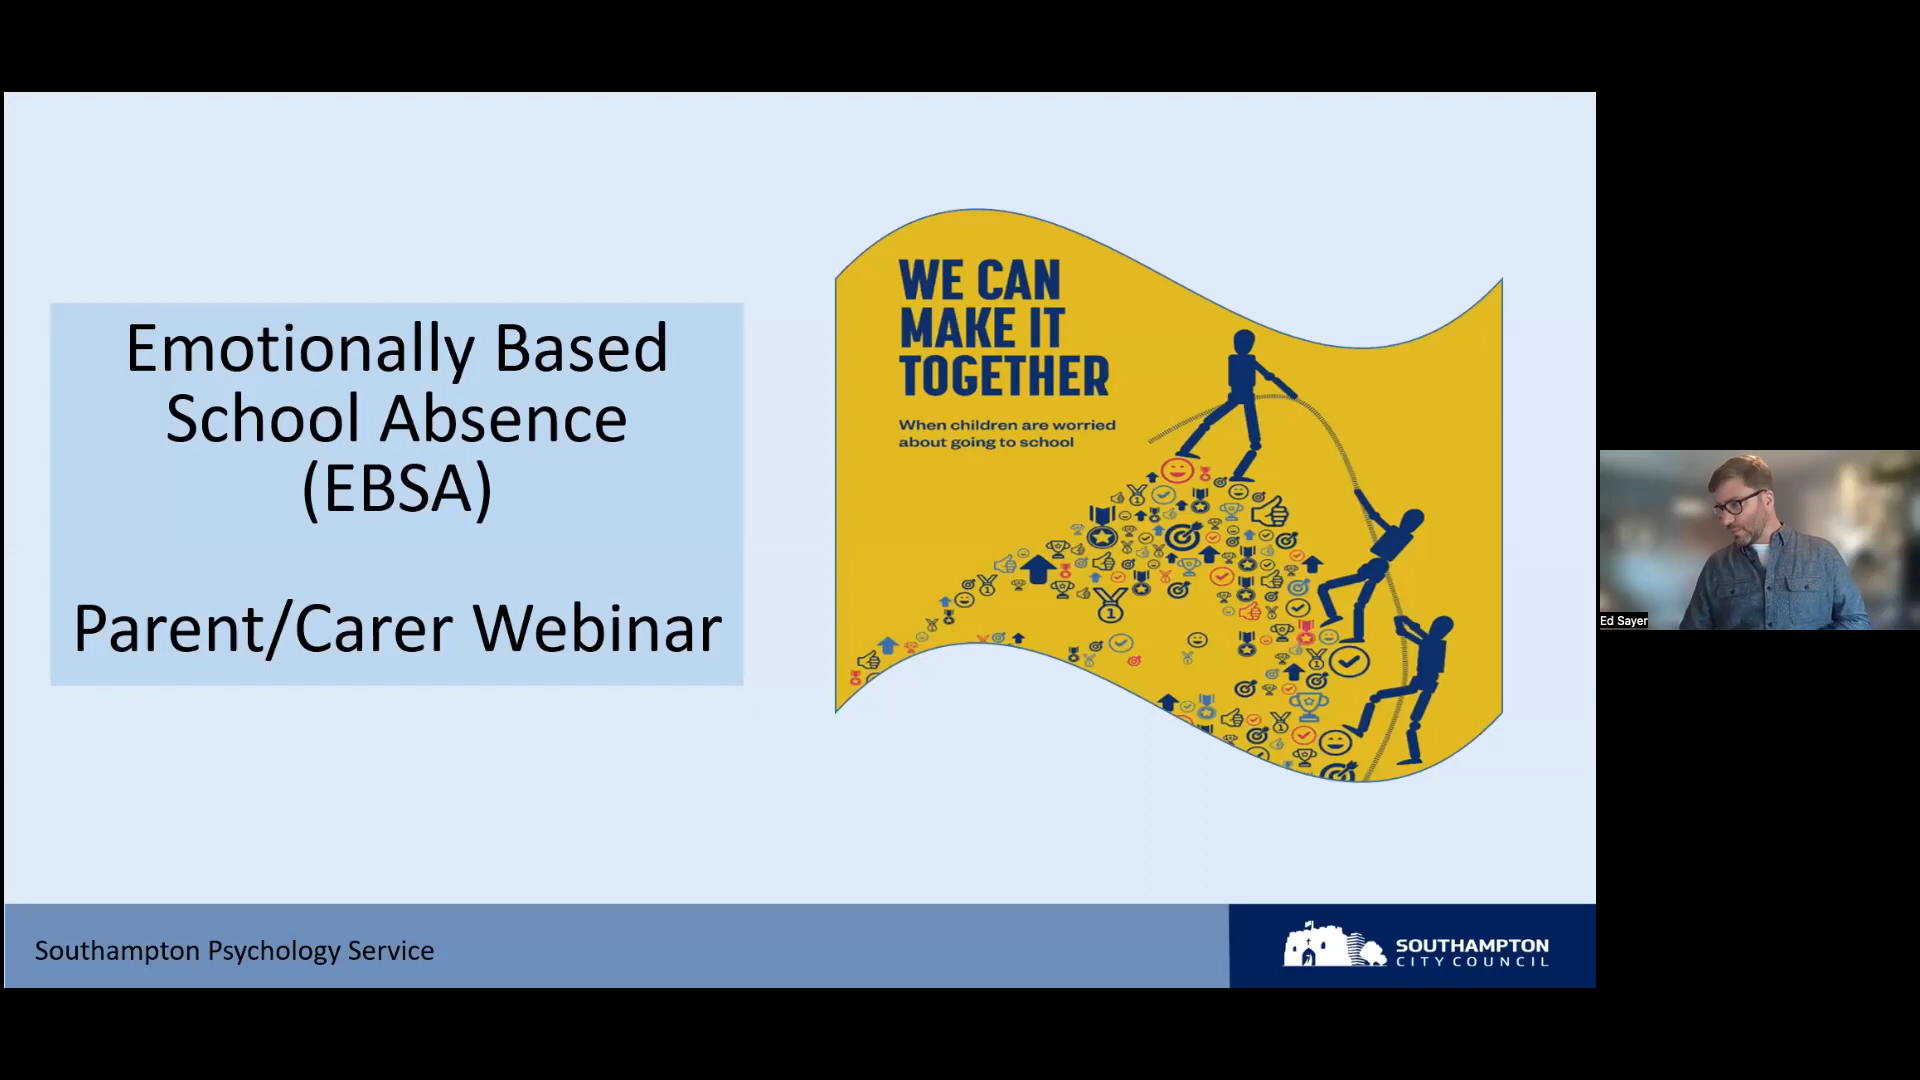 Emotionally Based
School Absence
(EBSA)
Parent/Carer Webinar
WE CAN
MAKE IT
TOGETHER
When children are worried
about going to school
Ed Sayer
Southampton Psychology Service
SOUTHAMPTON
CITY COUNCIL